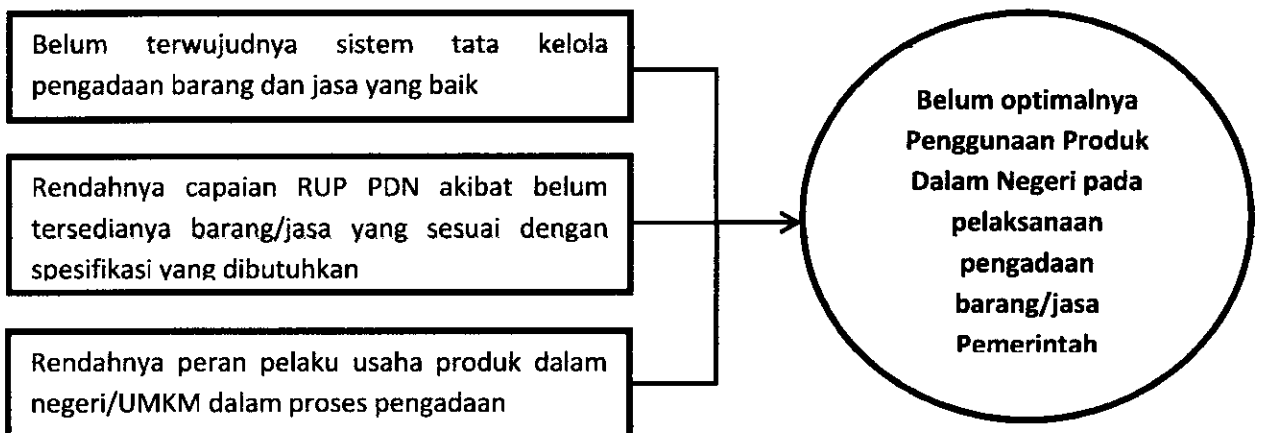 Belum terwujudnya sistem tata kelola
pengadaan barang dan jasa yang baik
Rendahnya capaian RUP PDN akibat belum
tersedianya barang/jasa yang sesuai dengan
spesifikasi yang dibutuhkan
Rendahnya peran pelaku usaha produk dalam
negeri/UMKM dalam proses pengadaan
Belum optimalnya
Penggunaan Produk
Dalam Negeri pada
pelaksanaan
pengadaan
barang/jasa
Pemerintah